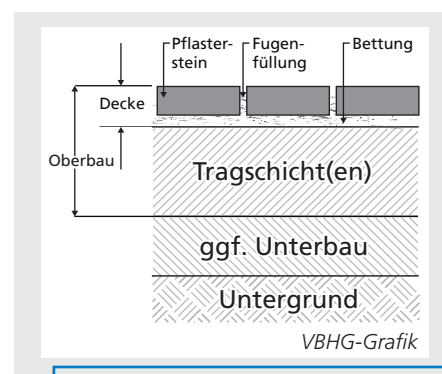 Pflaster-
stein
Fugen-
füllung
Bettung
Decke
Oberbau
Tragschicht(en)
ggf. Unterbau
Untergrund
VBHG-Grafik